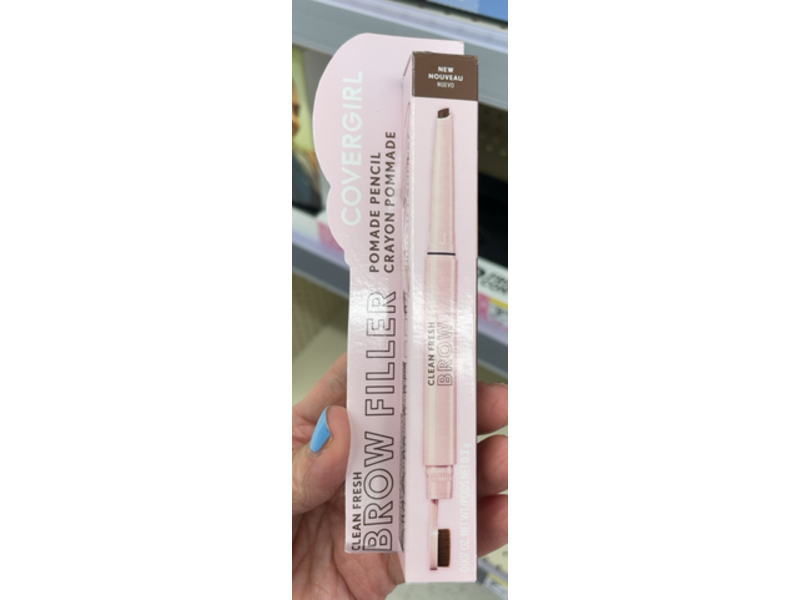 COVERGIRL
POMADE PENCIL
CRAYON POMMADE
CLEAN FRESH
BROW FILLER
NEW
NOUVEAU
NUEVO
CLEAN FRESH
BROW